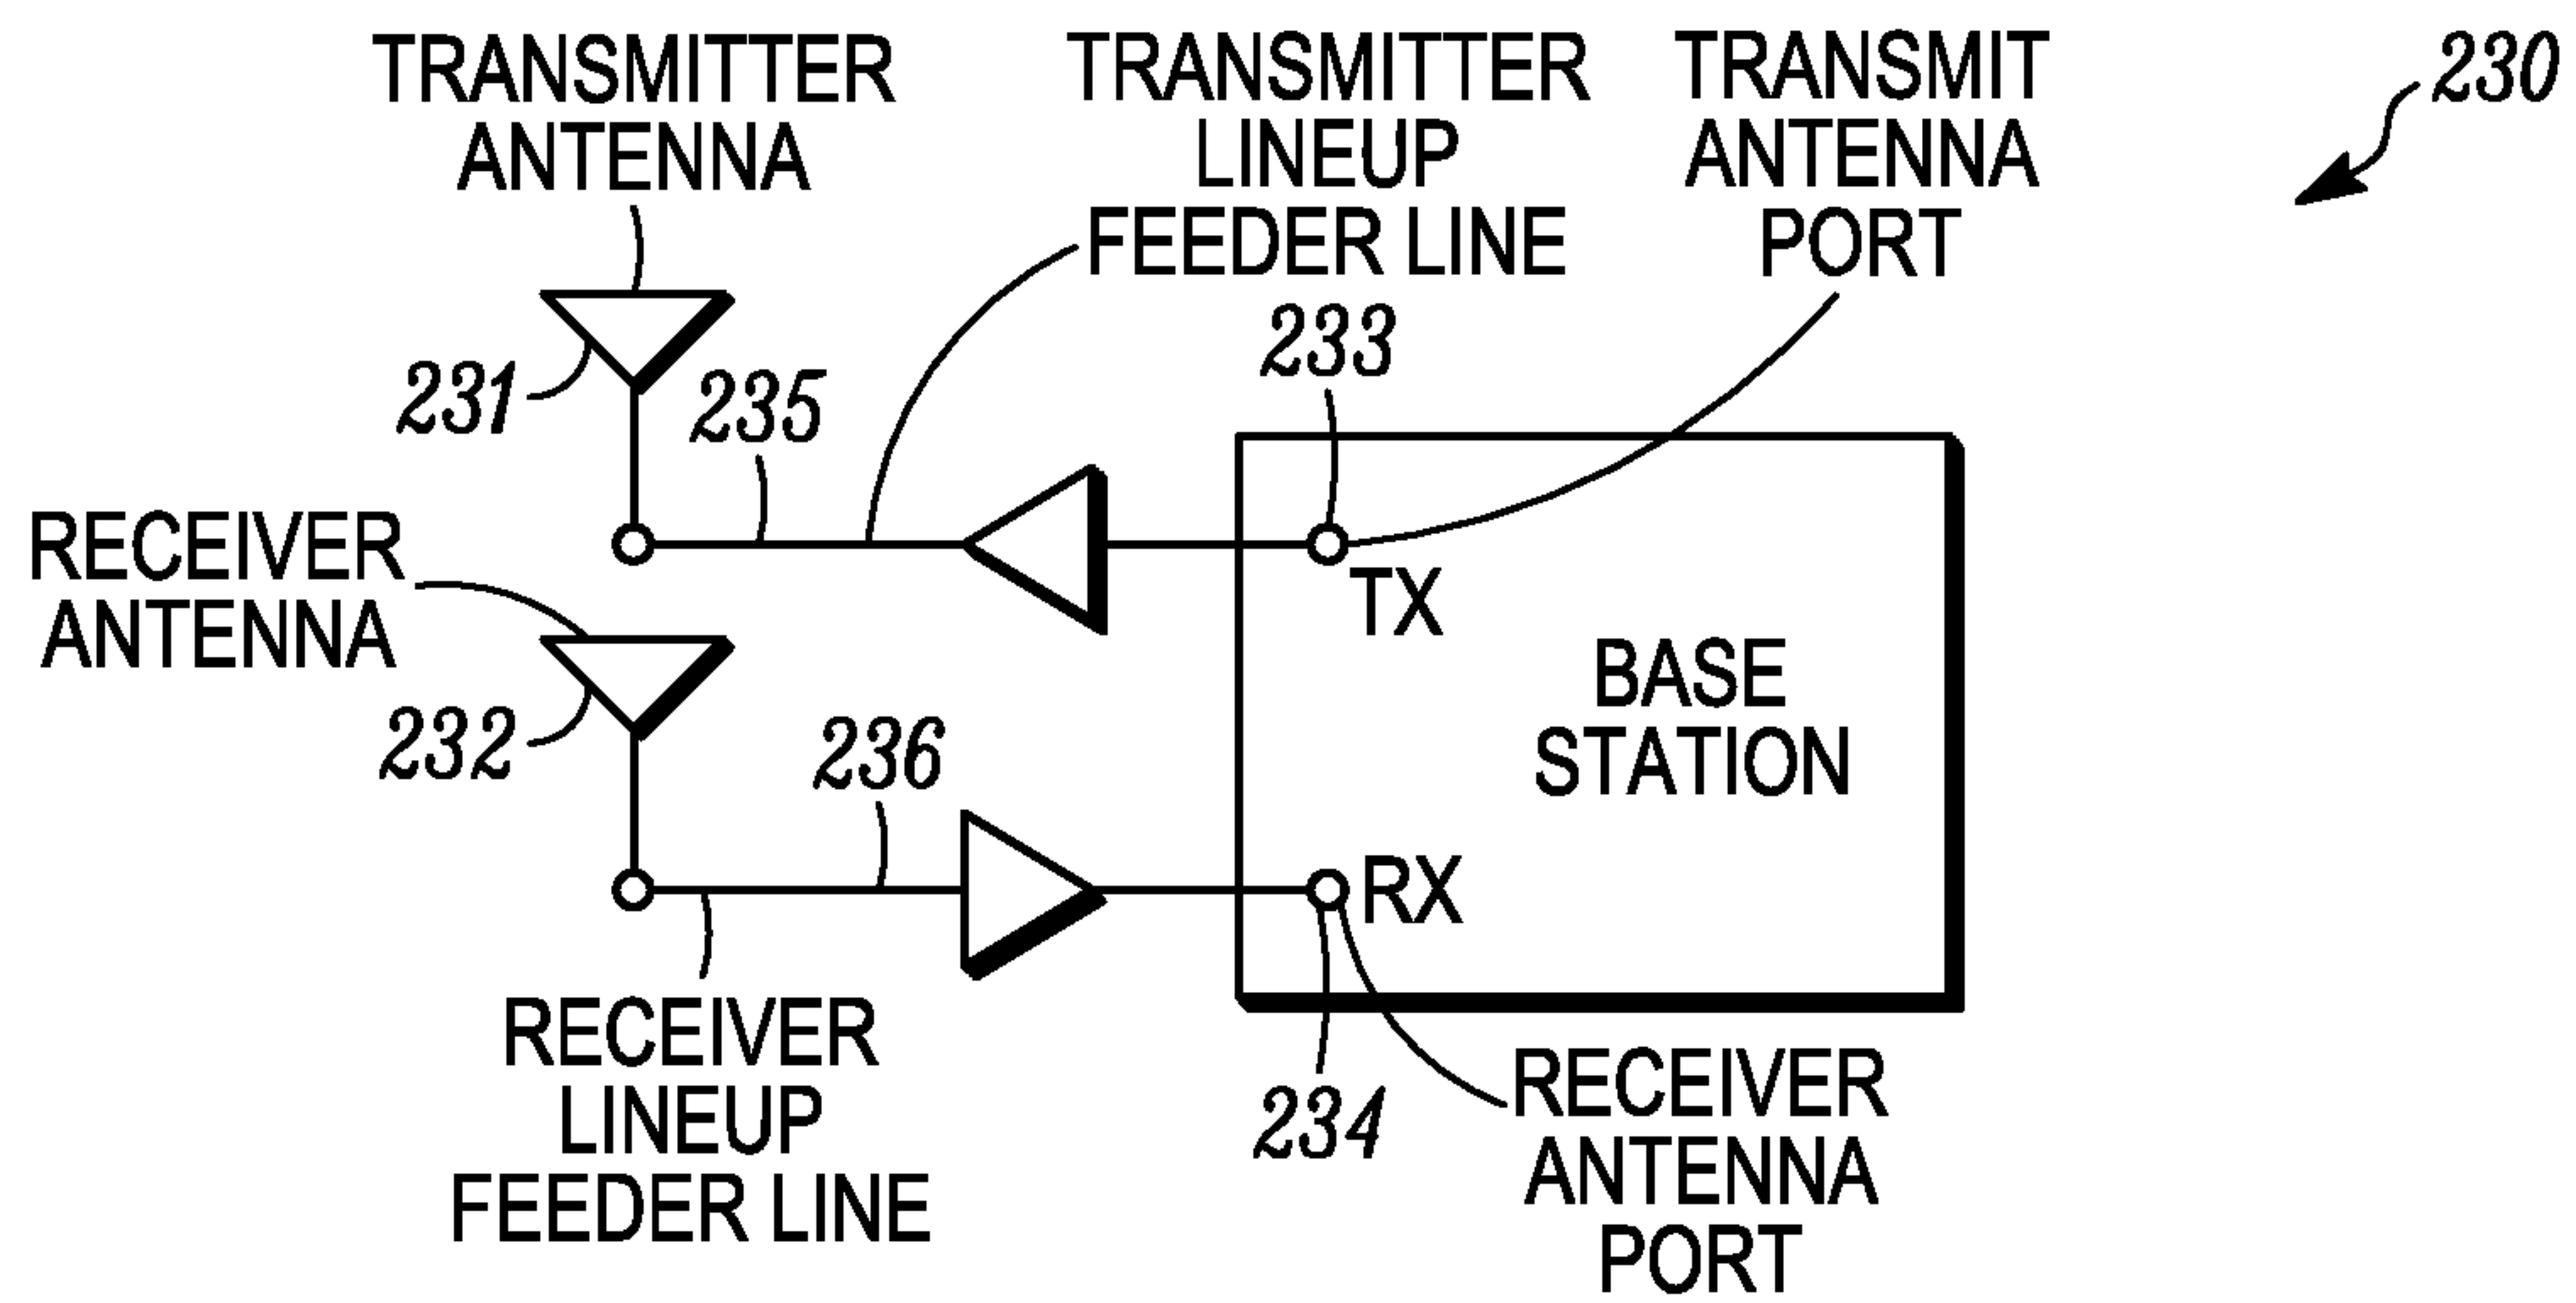 TRANSMITTER
ANTENNA
TRANSMITTER
LINEUP
FEEDER LINE
TRANSMIT
ANTENNA
PORT
230
231
235
233
RECEIVER
ANTENNA
TX
232
236
BASE
STATION
RX
RECEIVER
LINEUP
FEEDER LINE
234
RECEIVER
ANTENNA
PORT